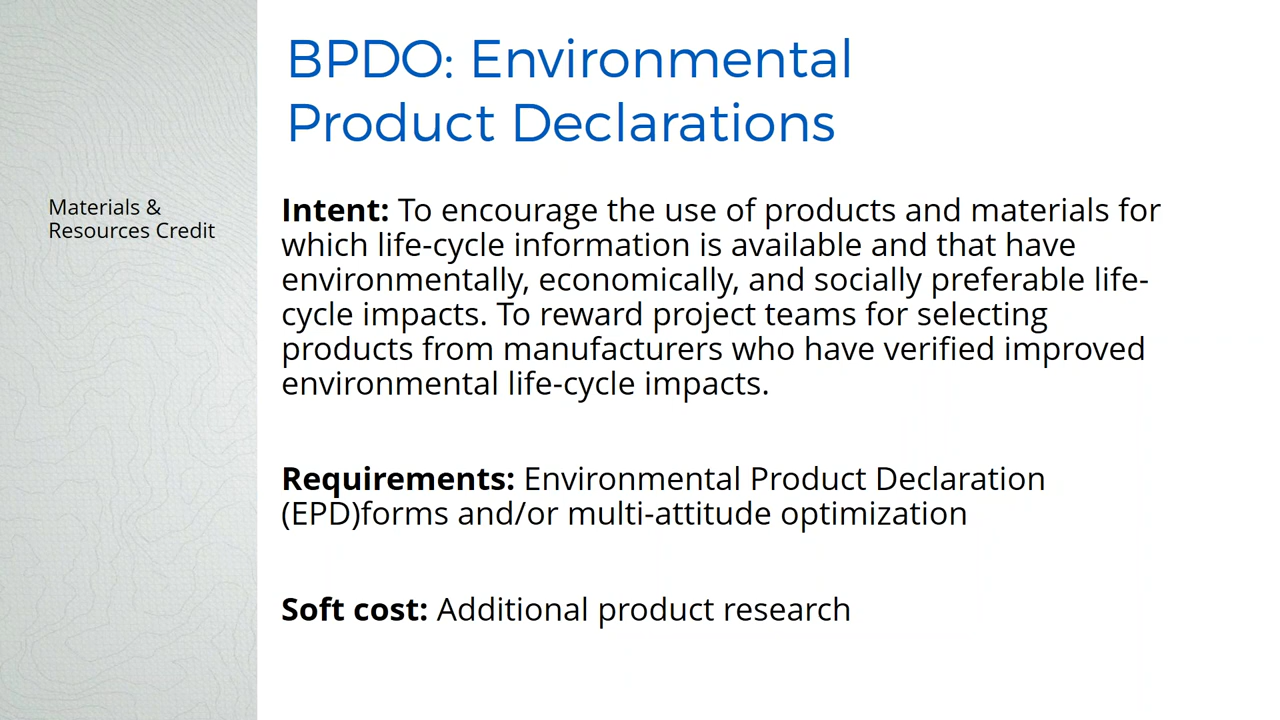 BPDO: Environmental
Product Declarations
Materials &
Resources Credit
Intent: To encourage the use of products and materials for
which life-cycle information is available and that have
environmentally, economically, and socially preferable life-
cycle impacts. To reward project teams for selecting
products from manufacturers who have verified improved
environmental life-cycle impacts.
Requirements: Environmental Product Declaration
(EPD)forms and/or multi-attitude optimization
Soft cost: Additional product research